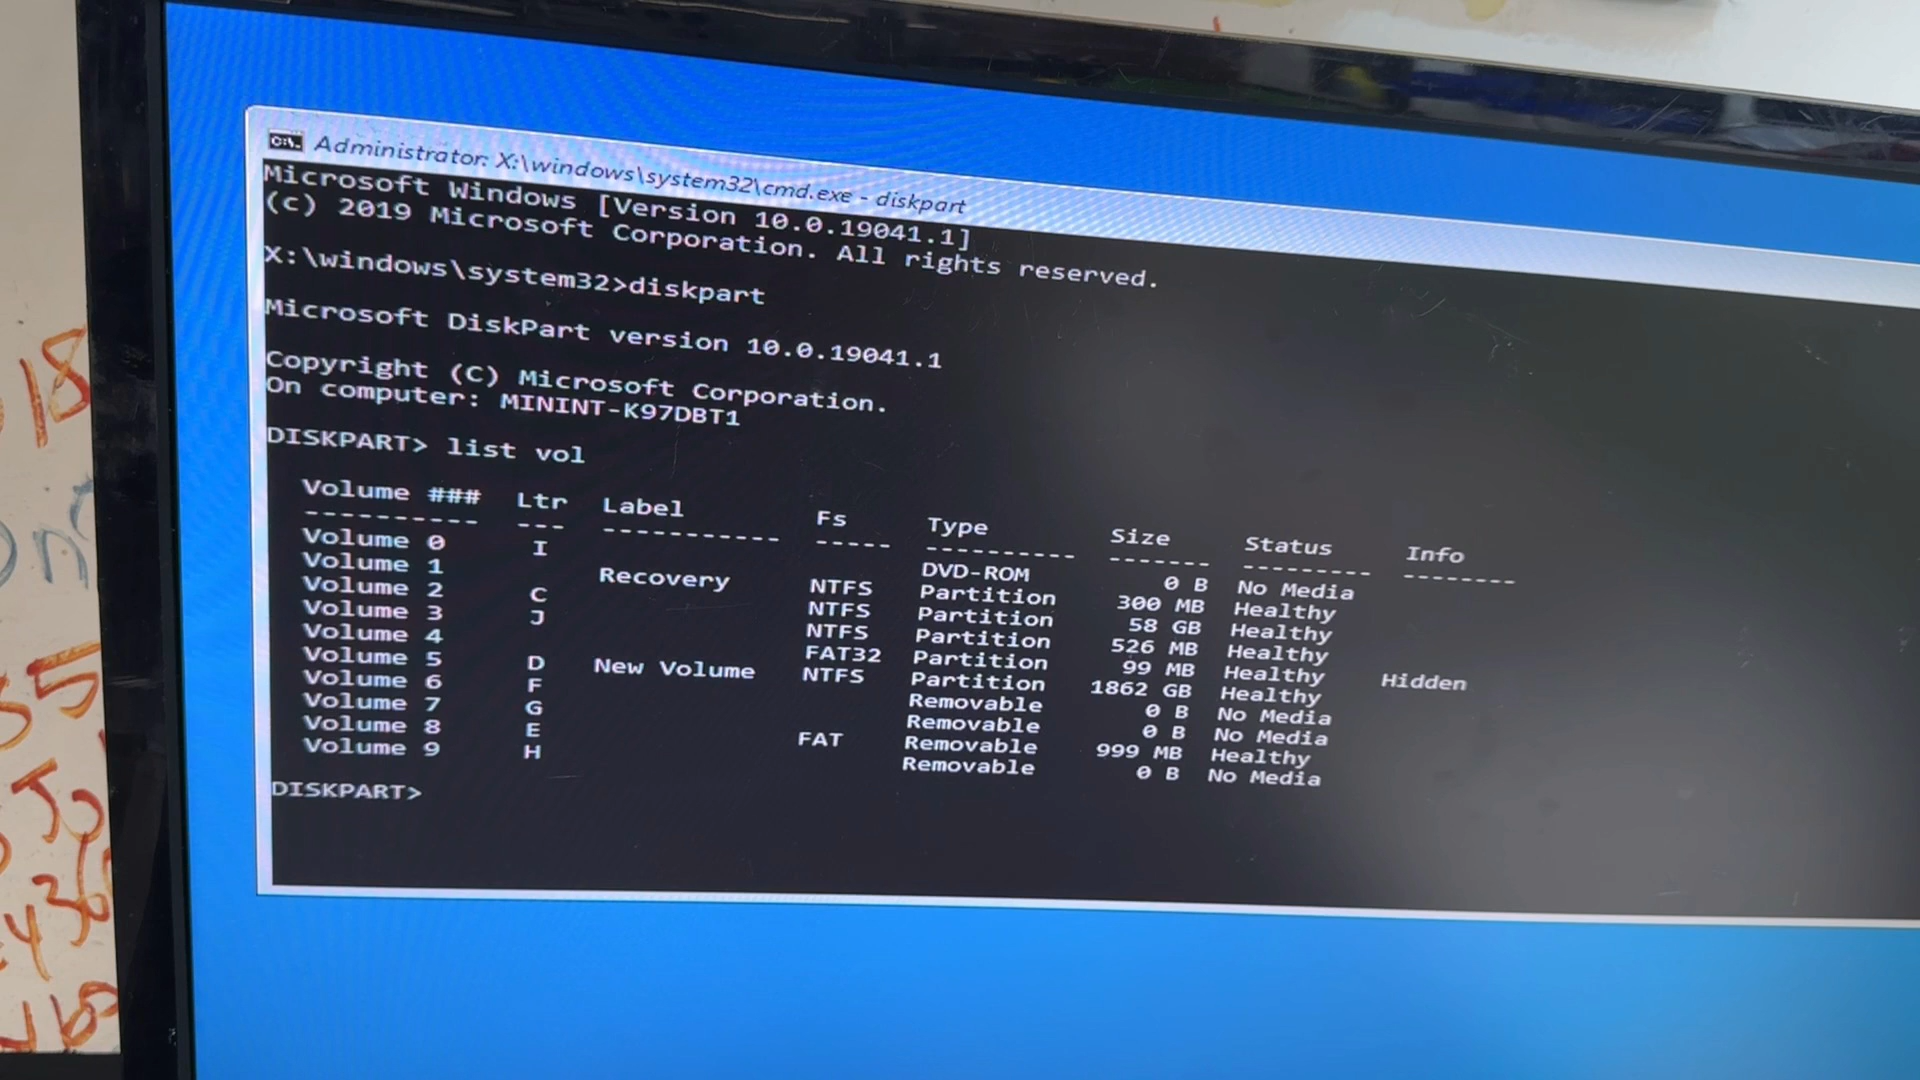 Administrator: X:\windows\system32\cmd.exe - diskpart
Microsoft Windows [Version 10.0.19041.1]
(c) 2019 Microsoft Corporation. All rights reserved.
X:\windows\system32>diskpart
Microsoft DiskPart version 10.0.19041.1
Copyright (C) Microsoft Corporation.
On computer: MININT-K97DBT1
DISKPART> list vol
Volume ### Ltr Label Fs Type Size Status Info
---------- --- ----------- ----- ---------- ------- --------- --------
Volume 0 I DVD-ROM 0 B No Media
Volume 1 Recovery NTFS Partition 300 MB Healthy
Volume 2 C NTFS Partition 58 GB Healthy
Volume 3 J NTFS Partition 526 MB Healthy
Volume 4 FAT32 Partition 99 MB Healthy Hidden
Volume 5 D New Volume NTFS Partition 1862 GB Healthy
Volume 6 F Removable 0 B No Media
Volume 7 G Removable 0 B No Media
Volume 8 E FAT Removable 999 MB Healthy
Volume 9 H Removable 0 B No Media
DISKPART>